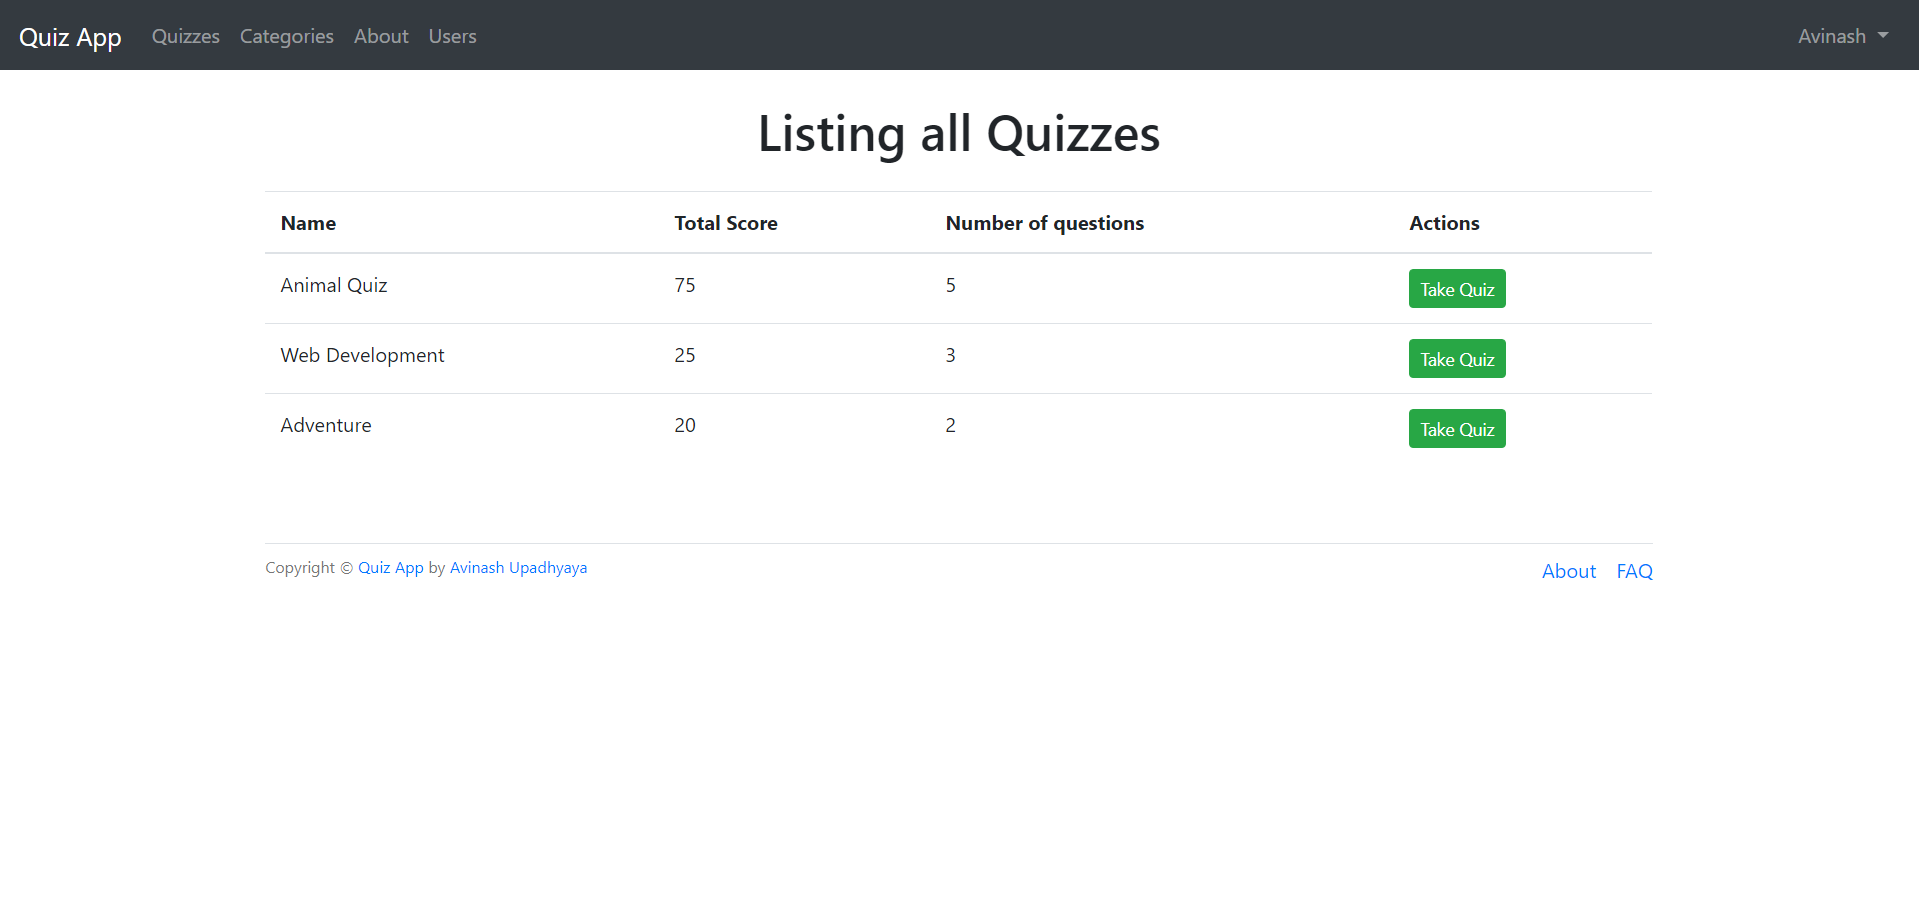 Quiz App Quizzes Categories About Users Avinash
Listing all Quizzes
Name Total Score Number of questions Actions
Animal Quiz 75 5 Take Quiz
Web Development 25 3 Take Quiz
Adventure 20 2 Take Quiz
Copyright © Quiz App by Avinash Upadhyaya About FAQ